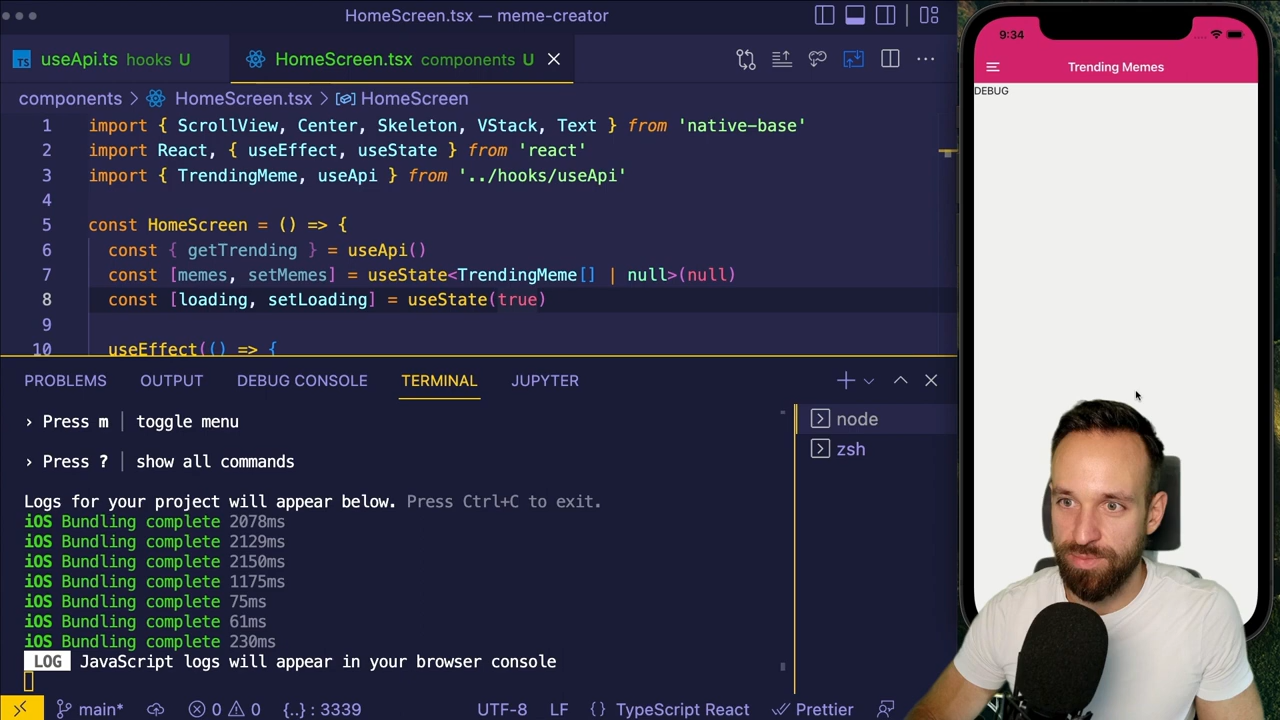 HomeScreen.tsx — meme-creator
TS useApi.ts hooks U
HomeScreen.tsx components U
components > HomeScreen.tsx > HomeScreen
1 import { ScrollView, Center, Skeleton, VStack, Text } from 'native-base'
2 import React, { useEffect, useState } from 'react'
3 import { TrendingMeme, useApi } from '../hooks/useApi'
4
5 const HomeScreen = () => {
6 const { getTrending } = useApi()
7 const [memes, setMemes] = useState<TrendingMeme[] | null>(null)
8 const [loading, setLoading] = useState(true)
9
10 useEffect(() => {
PROBLEMS OUTPUT DEBUG CONSOLE TERMINAL JUPYTER
› Press m │ toggle menu
› Press ? │ show all commands
Logs for your project will appear below. Press Ctrl+C to exit.
iOS Bundling complete 2078ms
iOS Bundling complete 2129ms
iOS Bundling complete 2150ms
iOS Bundling complete 1175ms
iOS Bundling complete 75ms
iOS Bundling complete 61ms
iOS Bundling complete 230ms
LOG JavaScript logs will appear in your browser console
node
zsh
main* 0 0 {..} : 3339 UTF-8 LF {} TypeScript React Prettier
9:34
Trending Memes
DEBUG